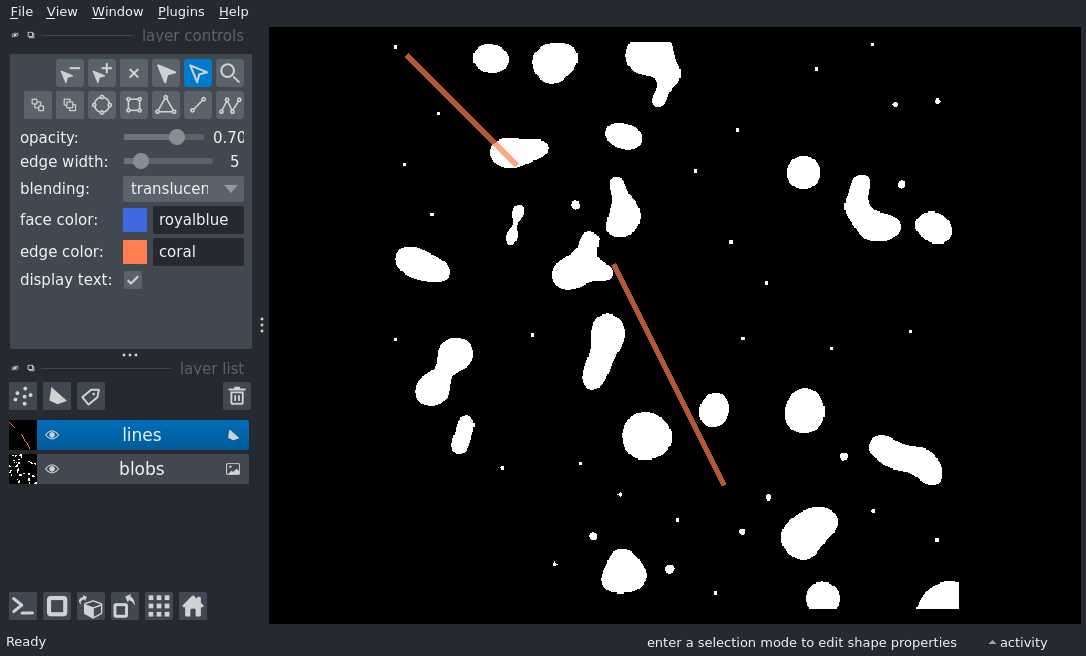 File View Window Plugins Help
layer controls
opacity: 0.70
edge width: 5
blending: translucen
face color: royalblue
edge color: coral
display text:
layer list
lines
blobs
Ready enter a selection mode to edit shape properties activity